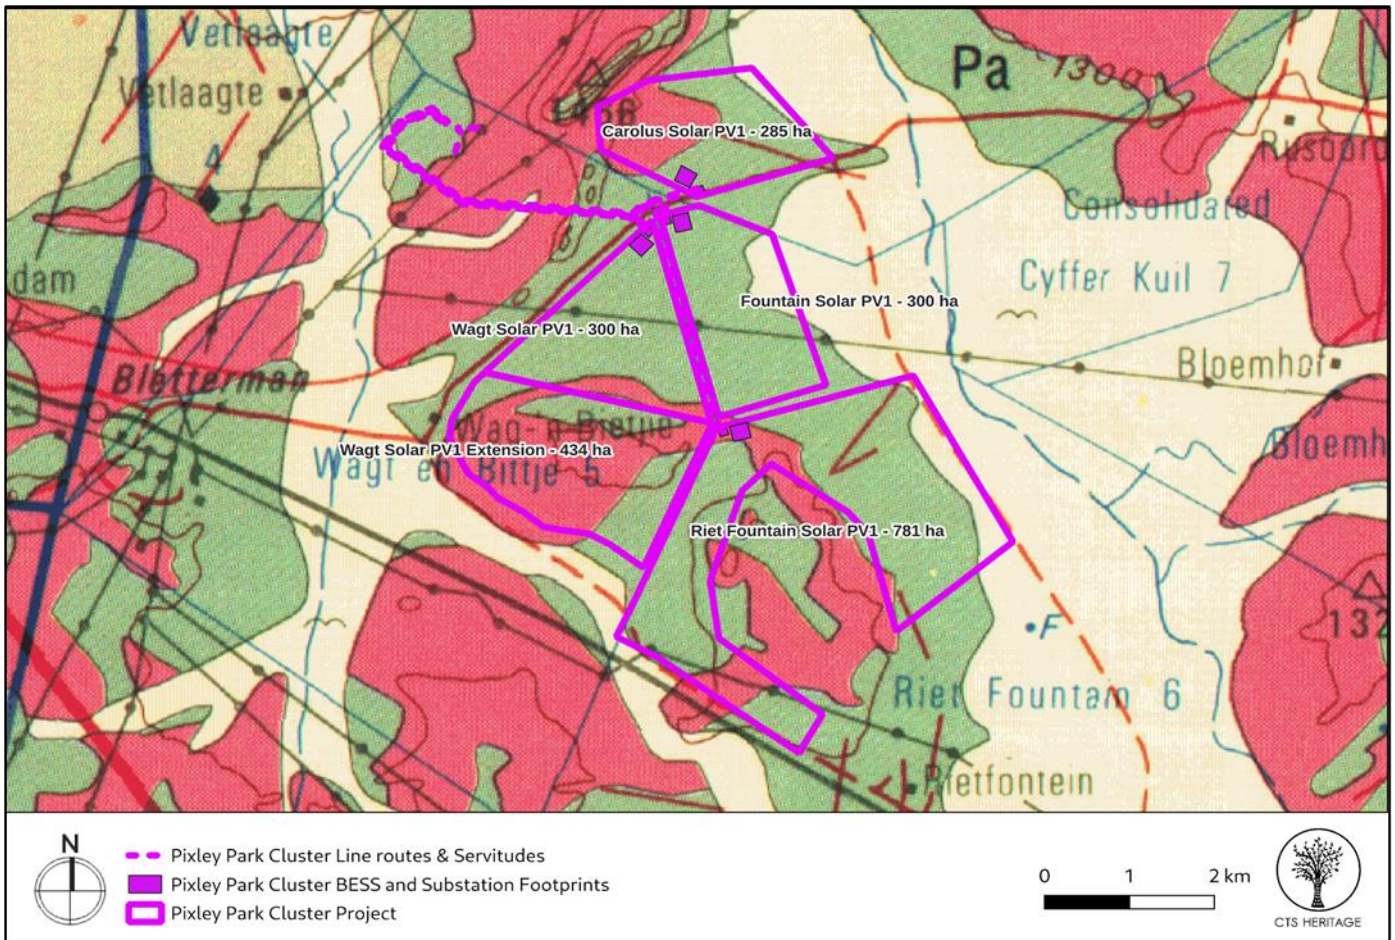 Vetlaagte
Vetlaagte
4
Pa
1300
1456
Carolus Solar PV1 - 285 ha
Consolidated
dam
Cyffer Kuil 7
Fountain Solar PV1 - 300 ha
Wagt Solar PV1 - 300 ha
Bloemhof
Bletterman
Wag-'n-Bietjie
Bloemh
Wagt Solar PV1 Extension - 434 ha
Wagt en Bittje 5
Riet Fountain Solar PV1 - 781 ha
F
132
Riet Fountain 6
Rietfontein
N
Pixley Park Cluster Line routes & Servitudes
Pixley Park Cluster BESS and Substation Footprints
Pixley Park Cluster Project
0 1 2 km
CTS HERITAGE